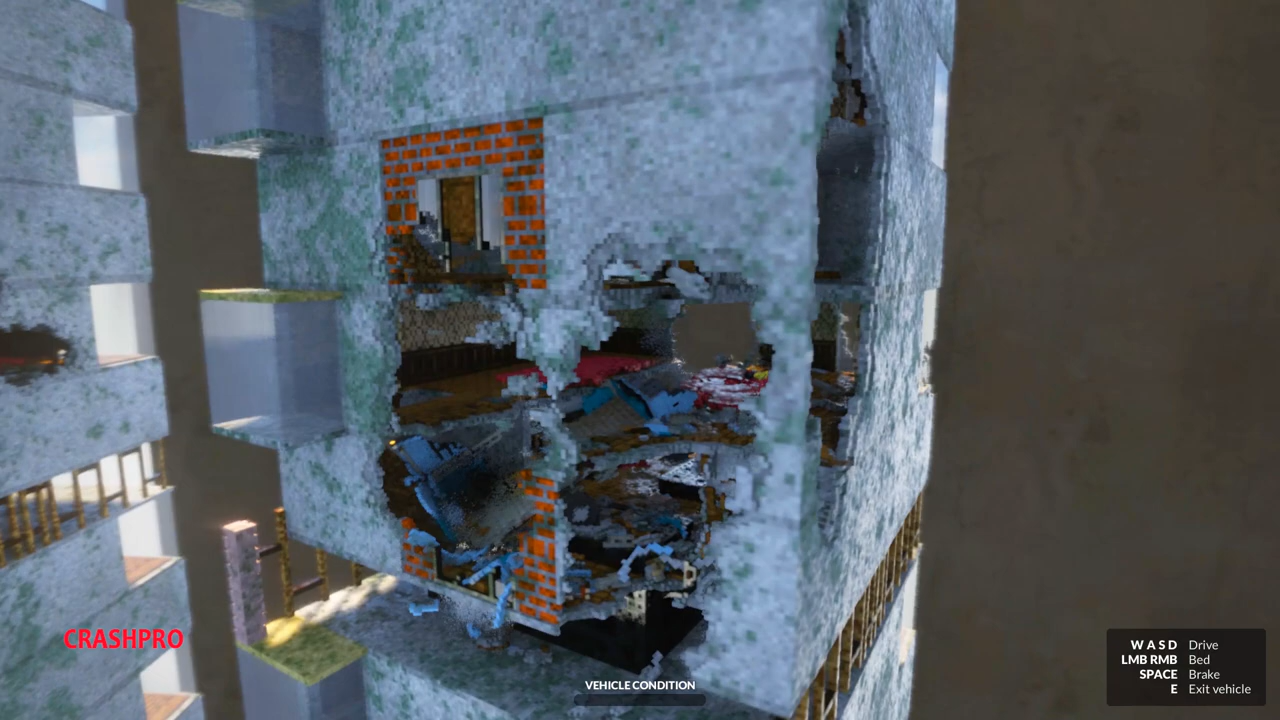 CRASHPRO
VEHICLE CONDITION
W A S D Drive
LMB RMB Bed
SPACE Brake
E Exit vehicle